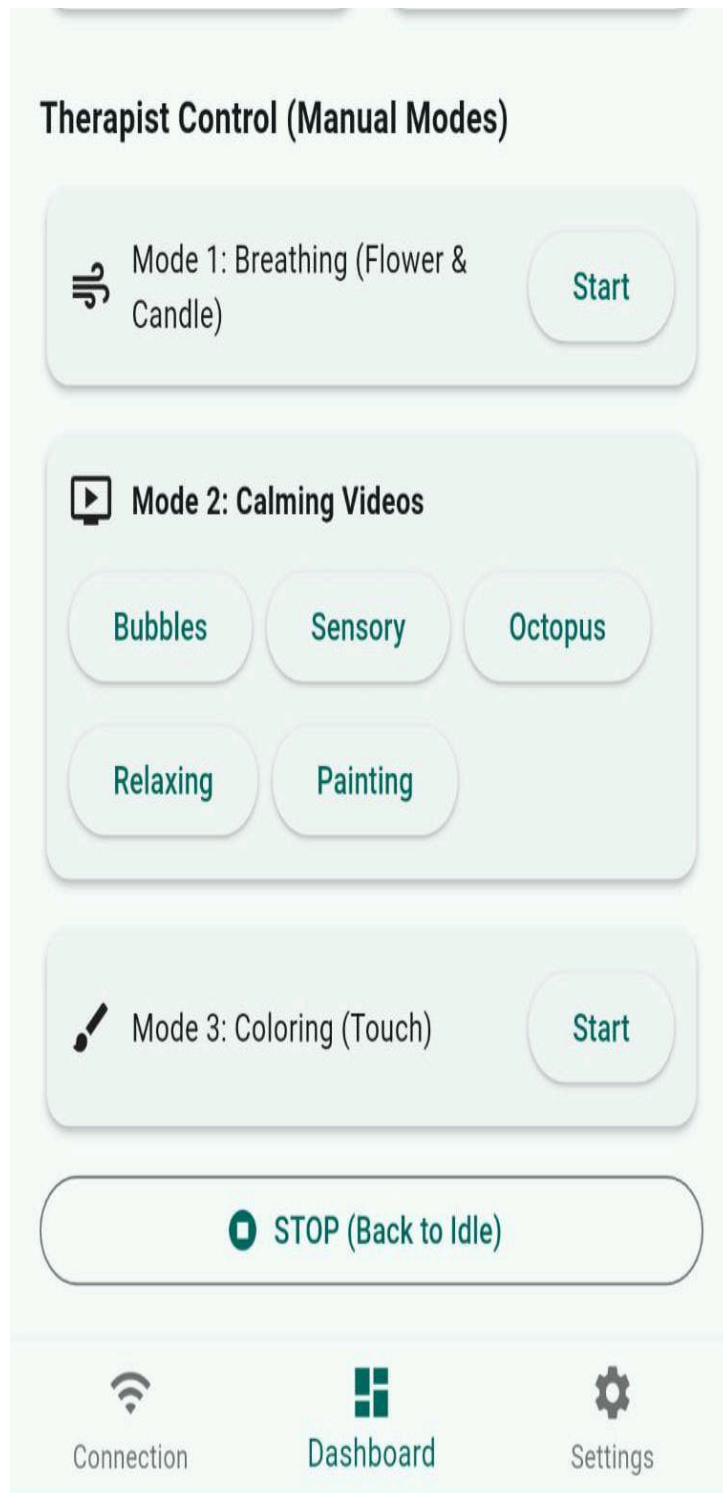 Therapist Control (Manual Modes)
Mode 1: Breathing (Flower &
Candle)
Start
Mode 2: Calming Videos
Bubbles
Sensory
Octopus
Relaxing
Painting
Mode 3: Coloring (Touch)
Start
STOP (Back to Idle)
Connection
Dashboard
Settings